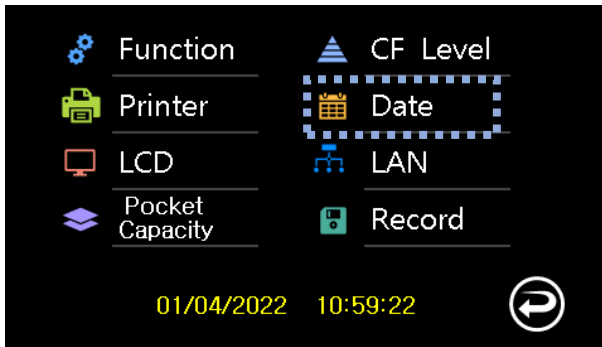 Function
CF Level
Printer
Date
LCD
LAN
Pocket
Capacity
Record
01/04/2022 10:59:22